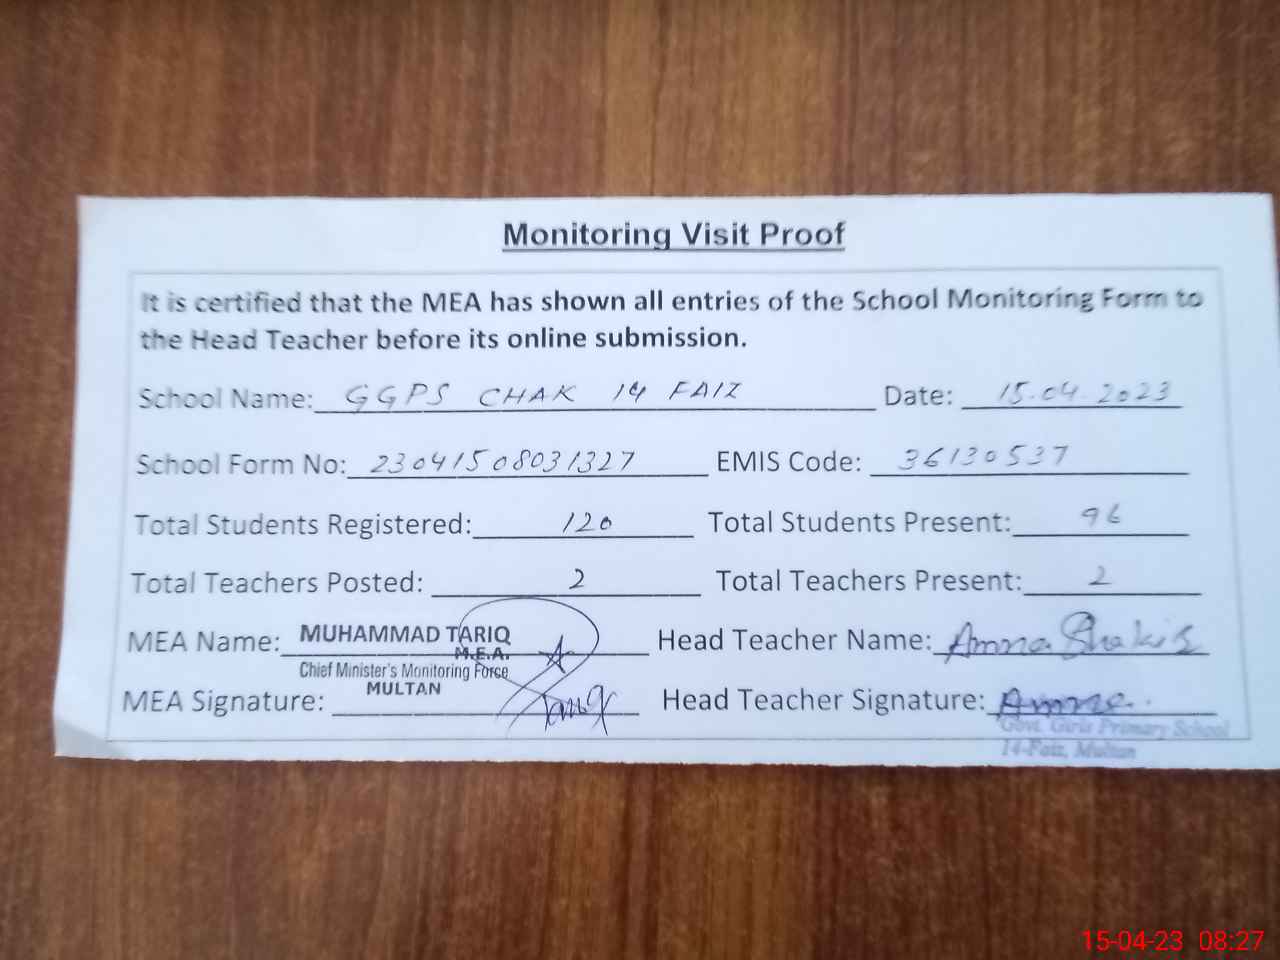 Monitoring Visit Proof
It is certified that the MEA has shown all entries of the School Monitoring Form to
the Head Teacher before its online submission.
School Name: GGPS CHAK 14 FAIZ Date: 15.04.2023
School Form No: 23041508031327 EMIS Code: 36130537
Total Students Registered: 120 Total Students Present: 96
Total Teachers Posted: 2 Total Teachers Present: 2
MEA Name: MUHAMMAD TARIQ Head Teacher Name: Amna Shakir
M.E.A.
Chief Minister's Monitoring Force
MULTAN
MEA Signature: Head Teacher Signature: Amna
Govt. Girls Primary School
14-Faiz, Multan
15-04-23 08:27